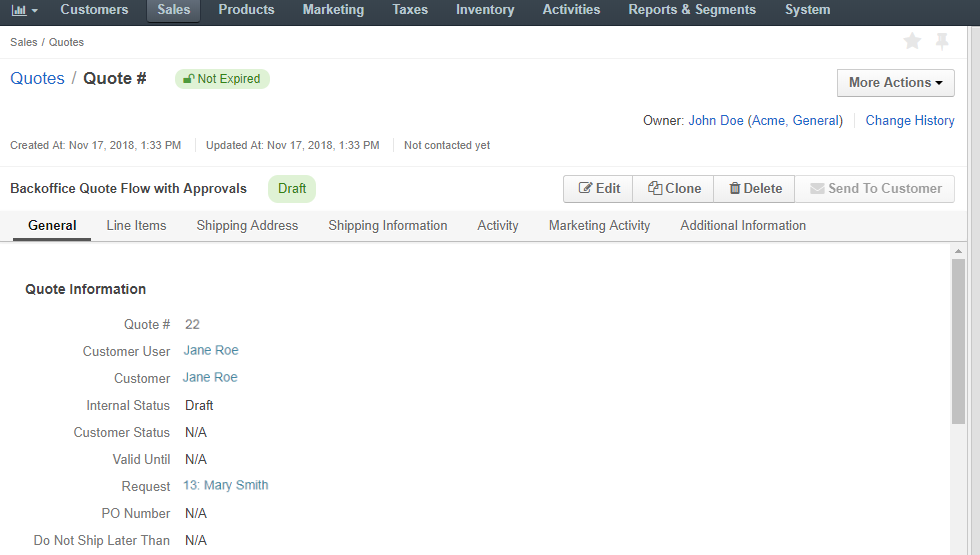 Customers Sales Products Marketing Taxes Inventory Activities Reports & Segments System
Sales / Quotes
Quotes / Quote # Not Expired
More Actions
Owner: John Doe (Acme, General) Change History
Created At: Nov 17, 2018, 1:33 PM Updated At: Nov 17, 2018, 1:33 PM Not contacted yet
Backoffice Quote Flow with Approvals Draft Edit Clone Delete Send To Customer
General Line Items Shipping Address Shipping Information Activity Marketing Activity Additional Information
Quote Information
Quote # 22
Customer User Jane Roe
Customer Jane Roe
Internal Status Draft
Customer Status N/A
Valid Until N/A
Request 13: Mary Smith
PO Number N/A
Do Not Ship Later Than N/A